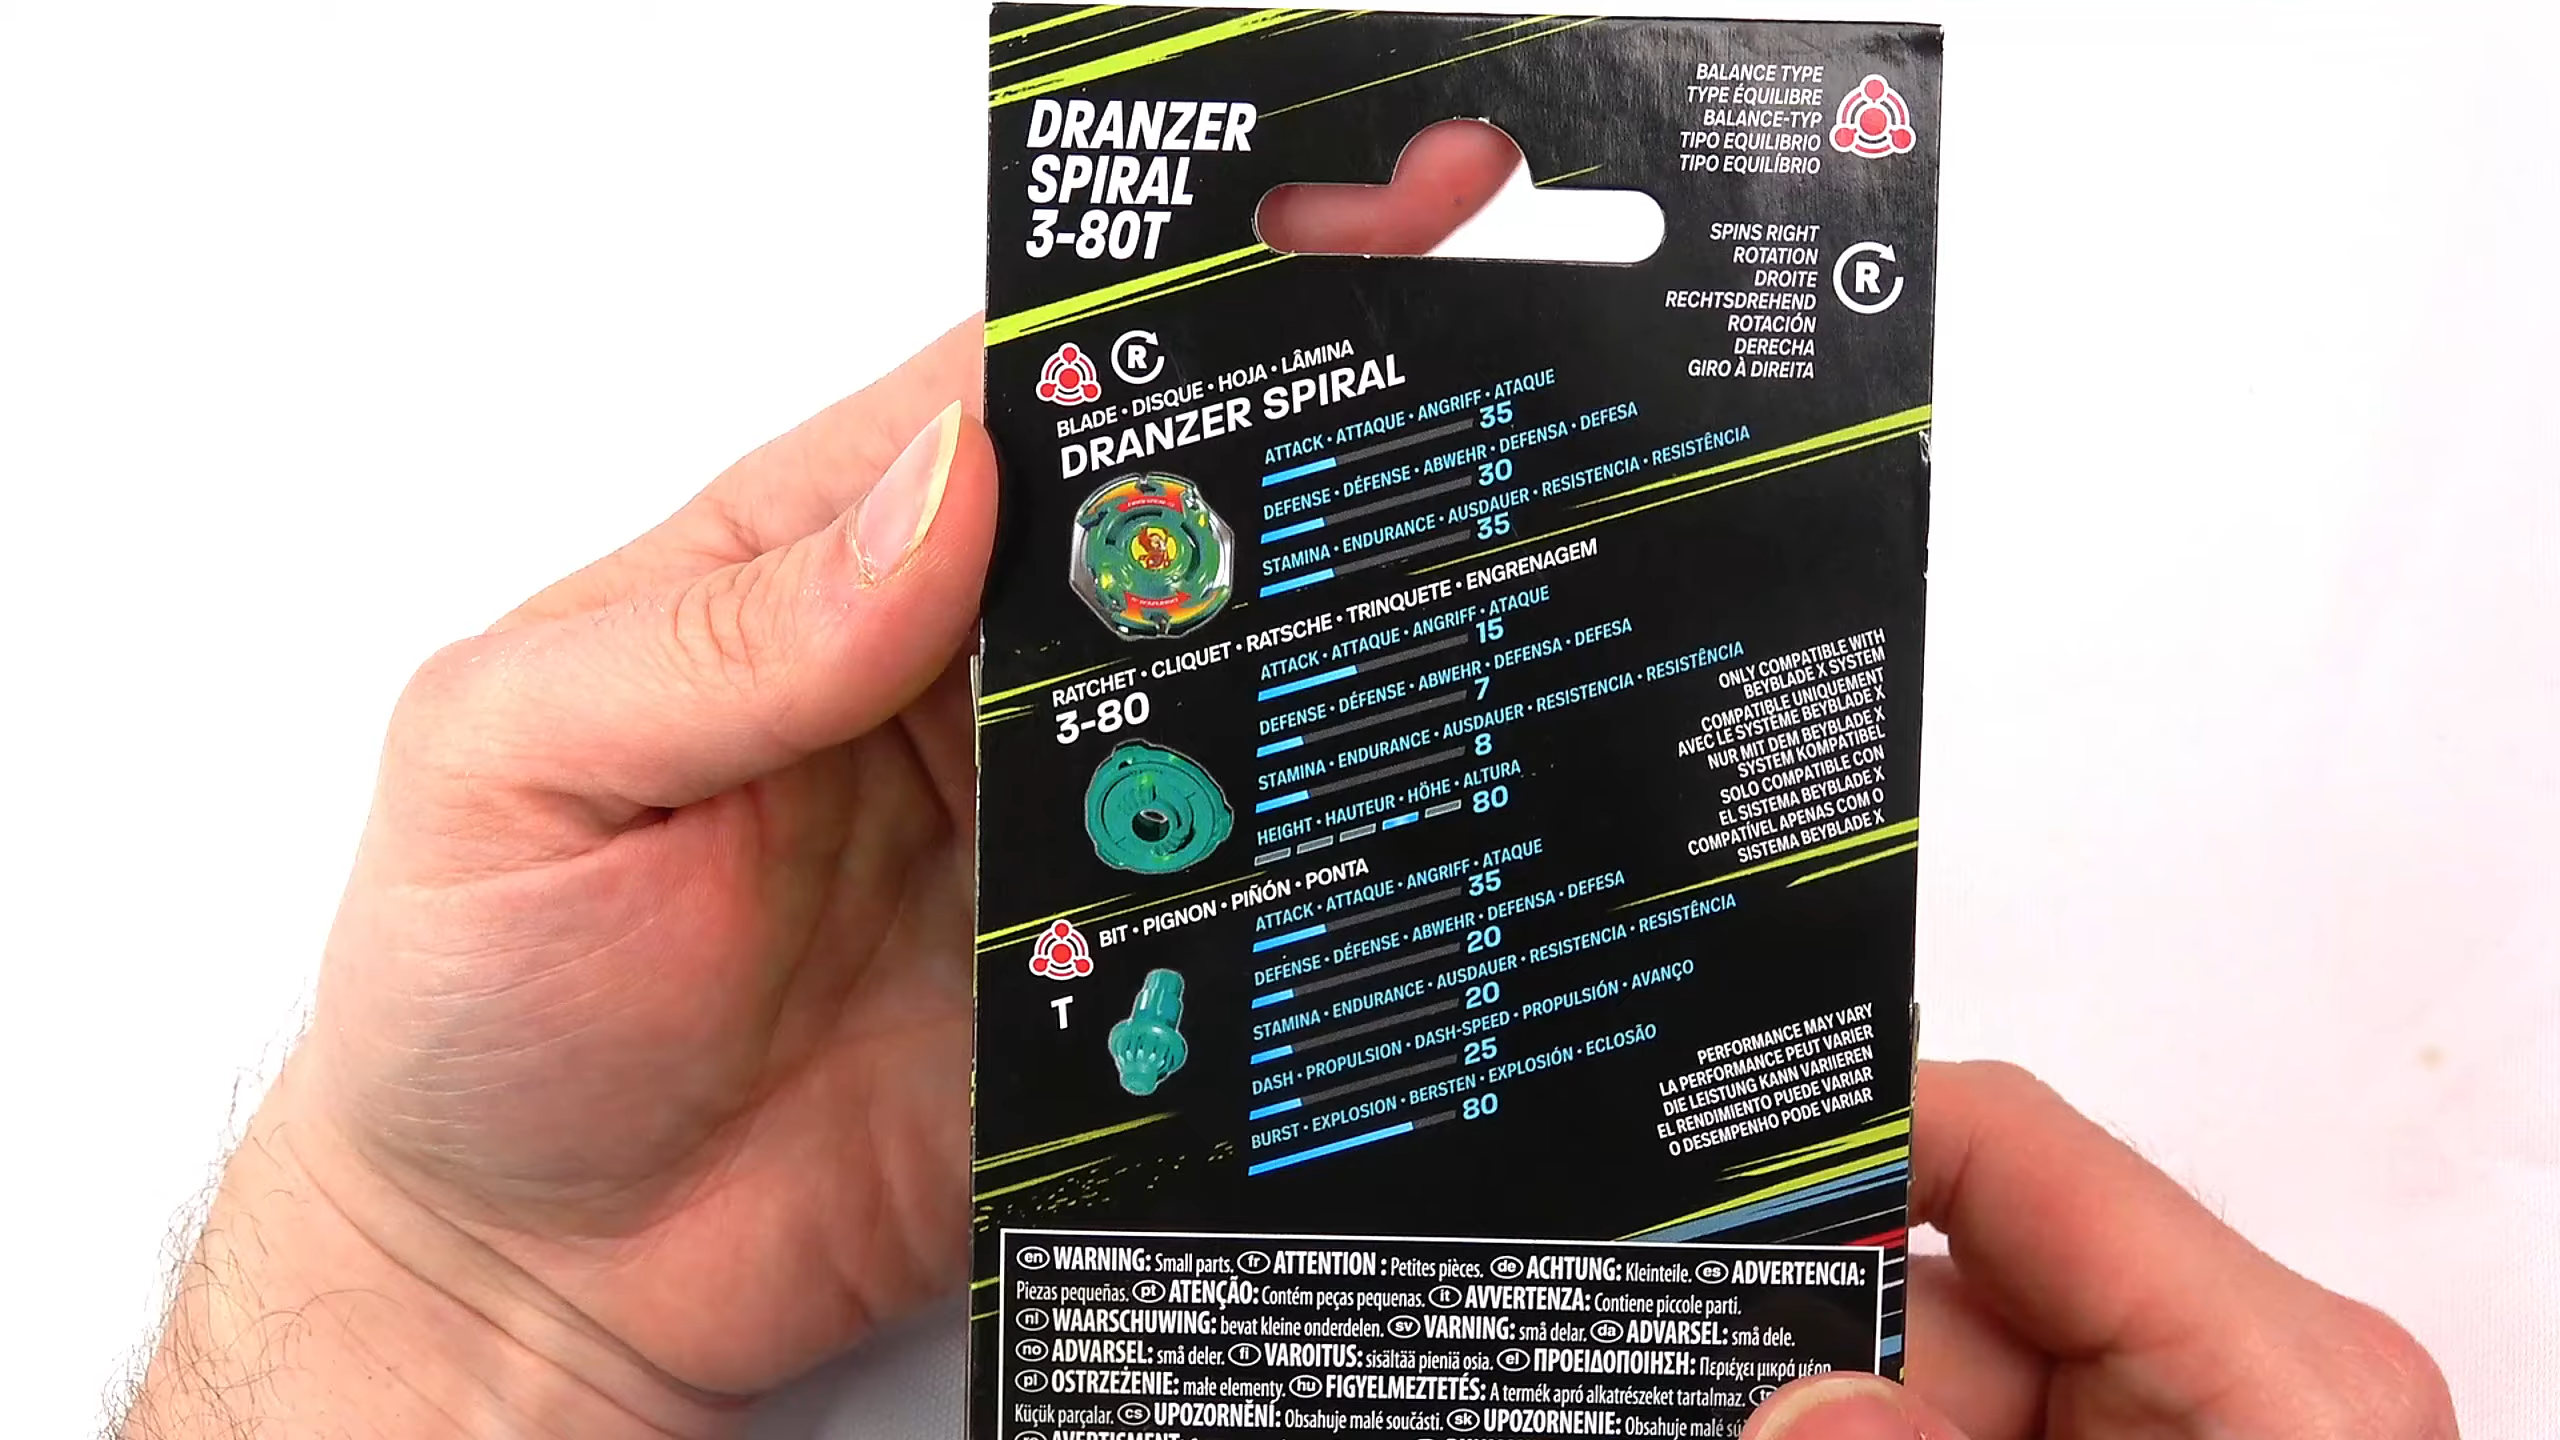 DRANZER
SPIRAL
3-80T
BALANCE TYPE
TYPE ÉQUILIBRE
BALANCE-TYP
TIPO EQUILIBRIO
TIPO EQUILÍBRIO
SPINS RIGHT
ROTATION
DROITE
RECHTSDREHEND
ROTACIÓN
DERECHA
GIRO À DIREITA
R
R
BLADE • DISQUE • HOJA • LÂMINA
DRANZER SPIRAL
ATTACK • ATTAQUE • ANGRIFF • ATAQUE
35
DEFENSE • DÉFENSE • ABWEHR • DEFENSA • DEFESA
30
STAMINA • ENDURANCE • AUSDAUER • RESISTENCIA • RESISTÊNCIA
35
RATCHET • CLIQUET • RATSCHE • TRINQUETE • ENGRENAGEM
3-80
ATTACK • ATTAQUE • ANGRIFF • ATAQUE
15
DEFENSE • DÉFENSE • ABWEHR • DEFENSA • DEFESA
7
STAMINA • ENDURANCE • AUSDAUER • RESISTENCIA • RESISTÊNCIA
8
HEIGHT • HAUTEUR • HÖHE • ALTURA
80
ONLY COMPATIBLE WITH
BEYBLADE X SYSTEM
COMPATIBLE UNIQUEMENT
AVEC LE SYSTÈME BEYBLADE X
NUR MIT DEM BEYBLADE X
SYSTEM KOMPATIBEL
SOLO COMPATIBLE CON
EL SISTEMA BEYBLADE X
COMPATÍVEL APENAS COM O
SISTEMA BEYBLADE X
BIT • PIGNON • PIÑÓN • PONTA
T
ATTACK • ATTAQUE • ANGRIFF • ATAQUE
35
DEFENSE • DÉFENSE • ABWEHR • DEFENSA • DEFESA
20
STAMINA • ENDURANCE • AUSDAUER • RESISTENCIA • RESISTÊNCIA
20
DASH • PROPULSION • DASH-SPEED • PROPULSIÓN • AVANÇO
25
BURST • EXPLOSION • BERSTEN • EXPLOSIÓN • ECLOSÃO
80
PERFORMANCE MAY VARY
LA PERFORMANCE PEUT VARIER
DIE LEISTUNG KANN VARIIEREN
EL RENDIMIENTO PUEDE VARIAR
O DESEMPENHO PODE VARIAR
en WARNING: Small parts. fr ATTENTION : Petites pièces. de ACHTUNG: Kleinteile. es ADVERTENCIA:
Piezas pequeñas. pt ATENÇÃO: Contém peças pequenas. it AVVERTENZA: Contiene piccole parti.
nl WAARSCHUWING: bevat kleine onderdelen. sv VARNING: små delar. da ADVARSEL: små dele.
no ADVARSEL: små deler. fi VAROITUS: sisältää pieniä osia. el ΠΡΟΕΙΔΟΠΟΙΗΣΗ: Περιέχει μικρά μέρη
pl OSTRZEŻENIE: małe elementy. hu FIGYELMEZTETÉS: A termék apró alkatrészeket tartalmaz.
Küçük parçalar. cs UPOZORNĚNÍ: Obsahuje malé součásti. sk UPOZORNENIE: Obsahuje malé